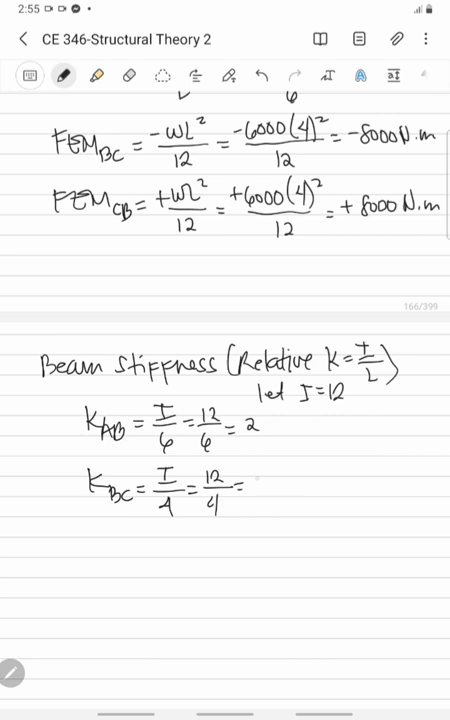 2:55
CE 346-Structural Theory 2
FEM_BC = -wL²/12 = -6000(4)²/12 = -8000 N.m
FEM_CB = +wL²/12 = +6000(4)²/12 = + 8000 N.m
166/399
Beam Stiffness (Relative K = I/L)
let I = 12
K_AB = I/6 = 12/6 = 2
K_BC = I/4 = 12/4 =